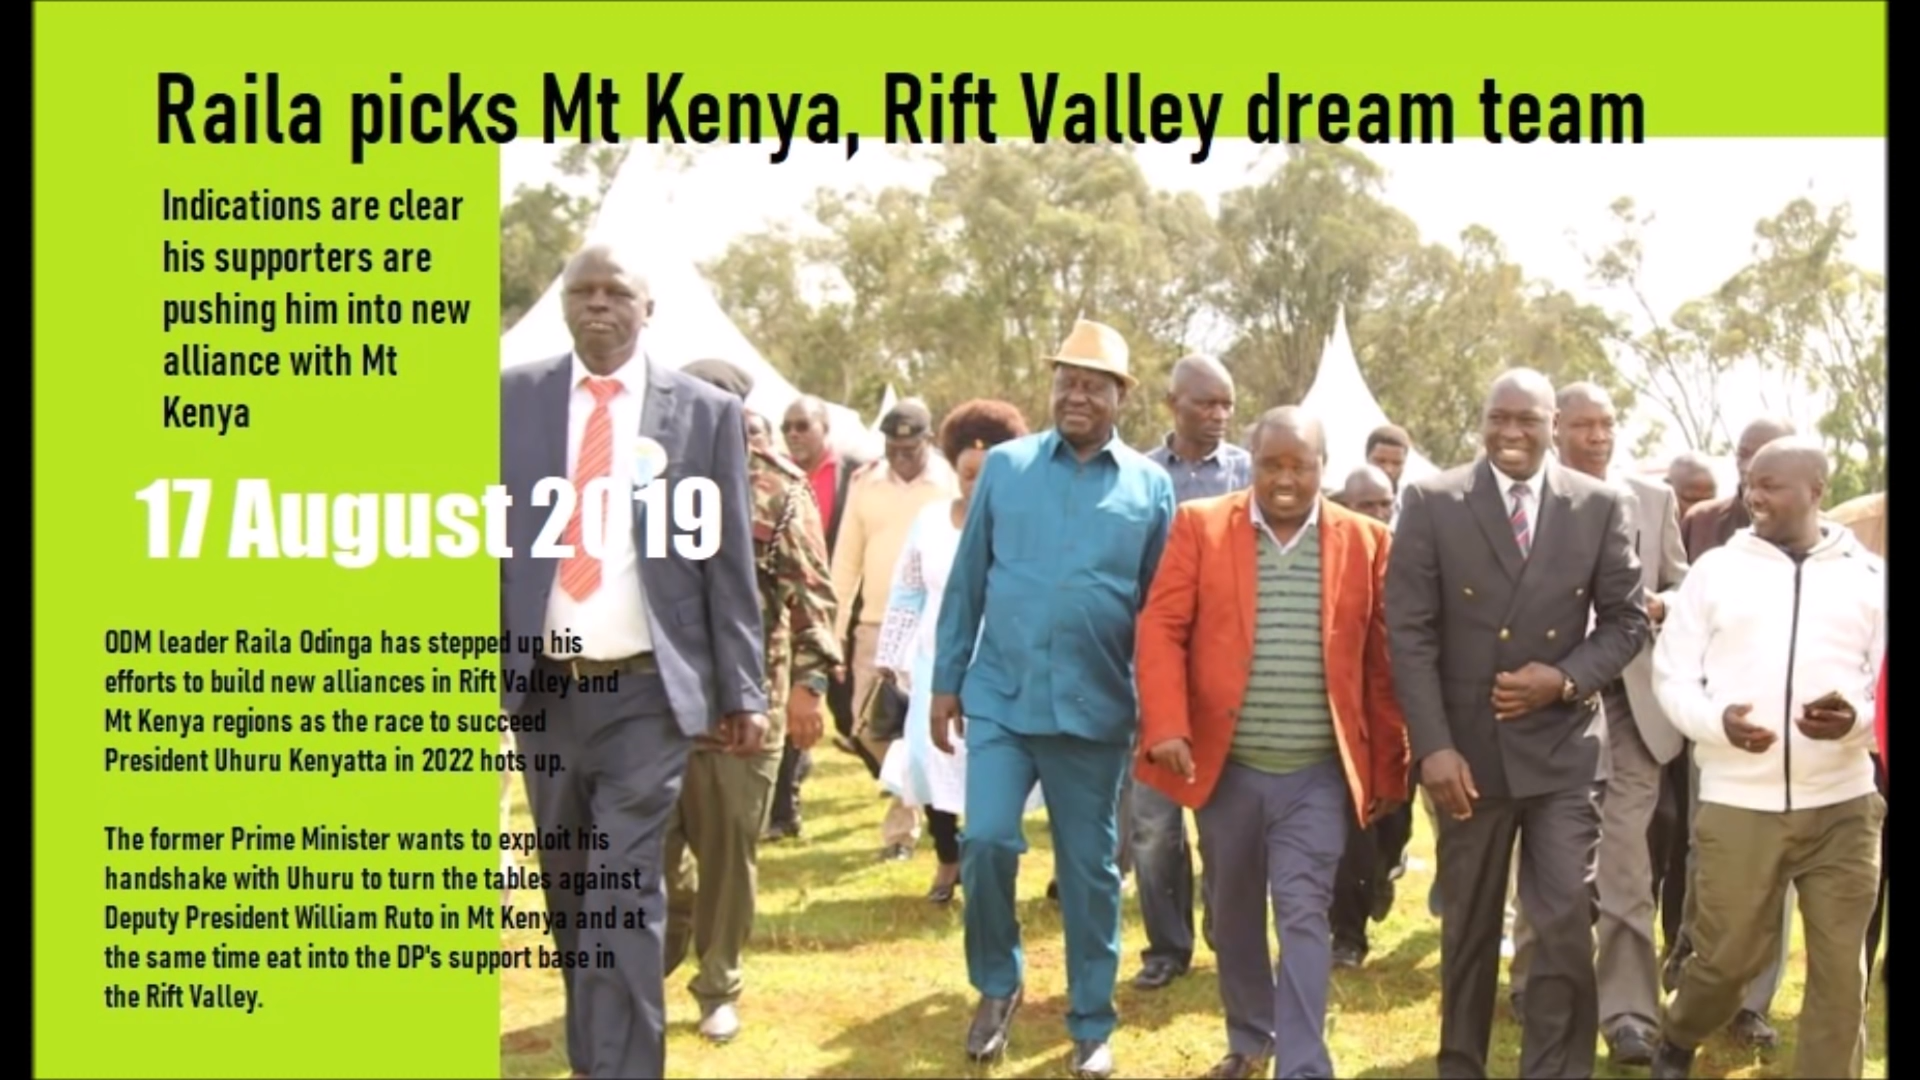 Raila picks Mt Kenya, Rift Valley dream team
Indications are clear
his supporters are
pushing him into new
alliance with Mt
Kenya
17 August 2019
ODM leader Raila Odinga has stepped up his
efforts to build new alliances in Rift Valley and
Mt Kenya regions as the race to succeed
President Uhuru Kenyatta in 2022 hots up.
The former Prime Minister wants to exploit his
handshake with Uhuru to turn the tables against
Deputy President William Ruto in Mt Kenya and at
the same time eat into the DP's support base in
the Rift Valley.